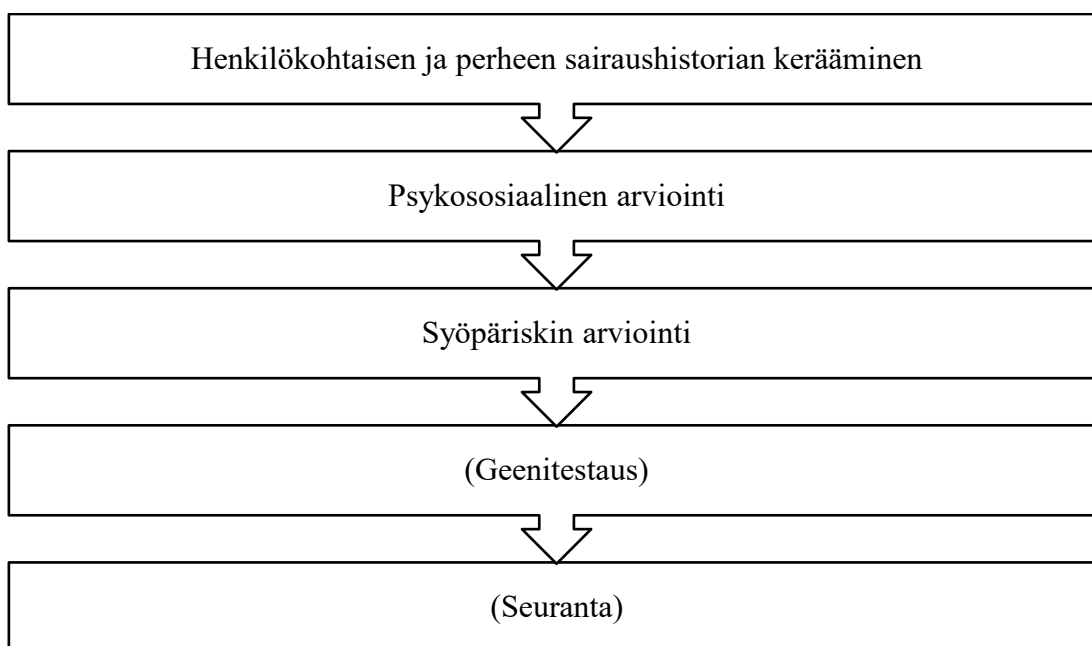 Henkilökohtaisen ja perheen sairaushistorian kerääminen
Psykososiaalinen arviointi
Syöpäriskin arviointi
(Geenitestaus)
(Seuranta)